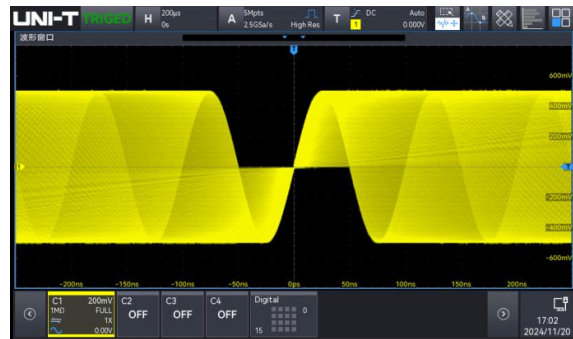 UNI-T TRIGED H 200µs 0s A 5Mpts 2.5GSa/s High Res T DC 1 Auto 0.000V
波形窗口
T
600mV
400mV
200mV
1
T
-200mV
-400mV
-600mV
-200ns -150ns -100ns -50ns 0ps 50ns 100ns 150ns 200ns
C1 200mV C2 C3 C4 Digital
1MΩ FULL OFF OFF OFF 0
1X
0.00V 15
17:02
2024/11/20